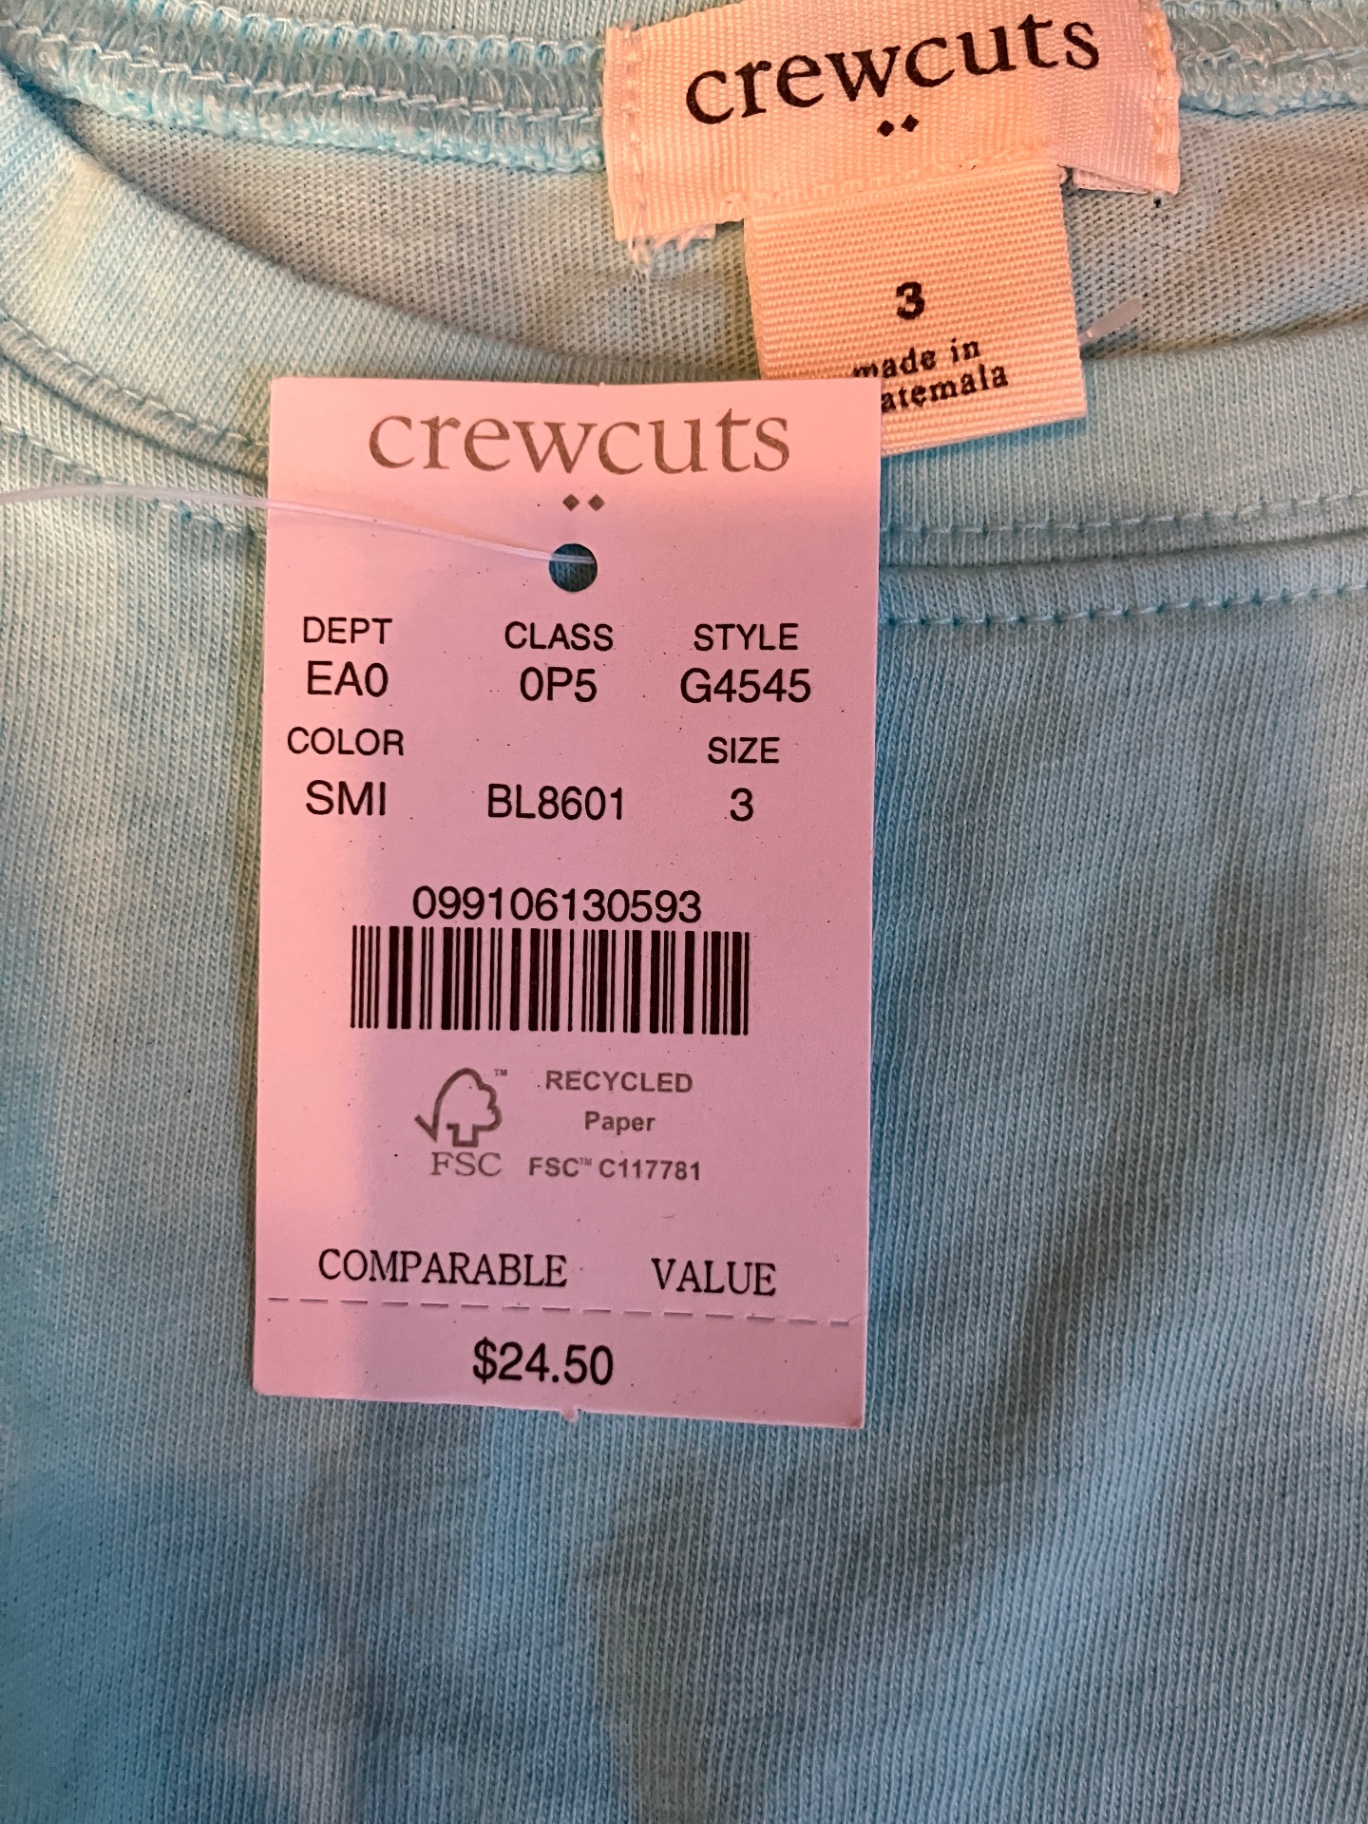 crewcuts
3
made in
atemala
crewcuts
DEPT CLASS STYLE
EA0 0P5 G4545
COLOR SIZE
SMI BL8601 3
099106130593
RECYCLED
Paper
FSC FSC™ C117781
COMPARABLE VALUE
$24.50